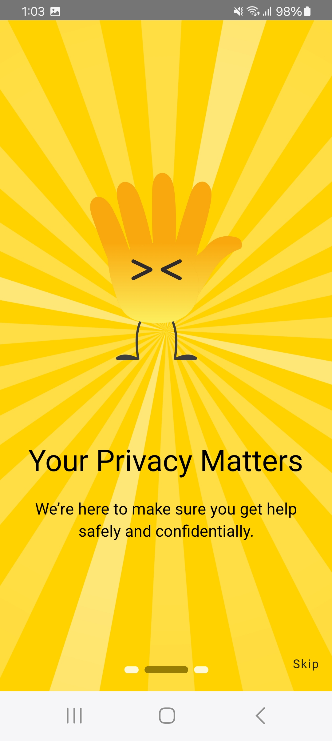 1:03 98%
Your Privacy Matters
We're here to make sure you get help
safely and confidentially.
Skip